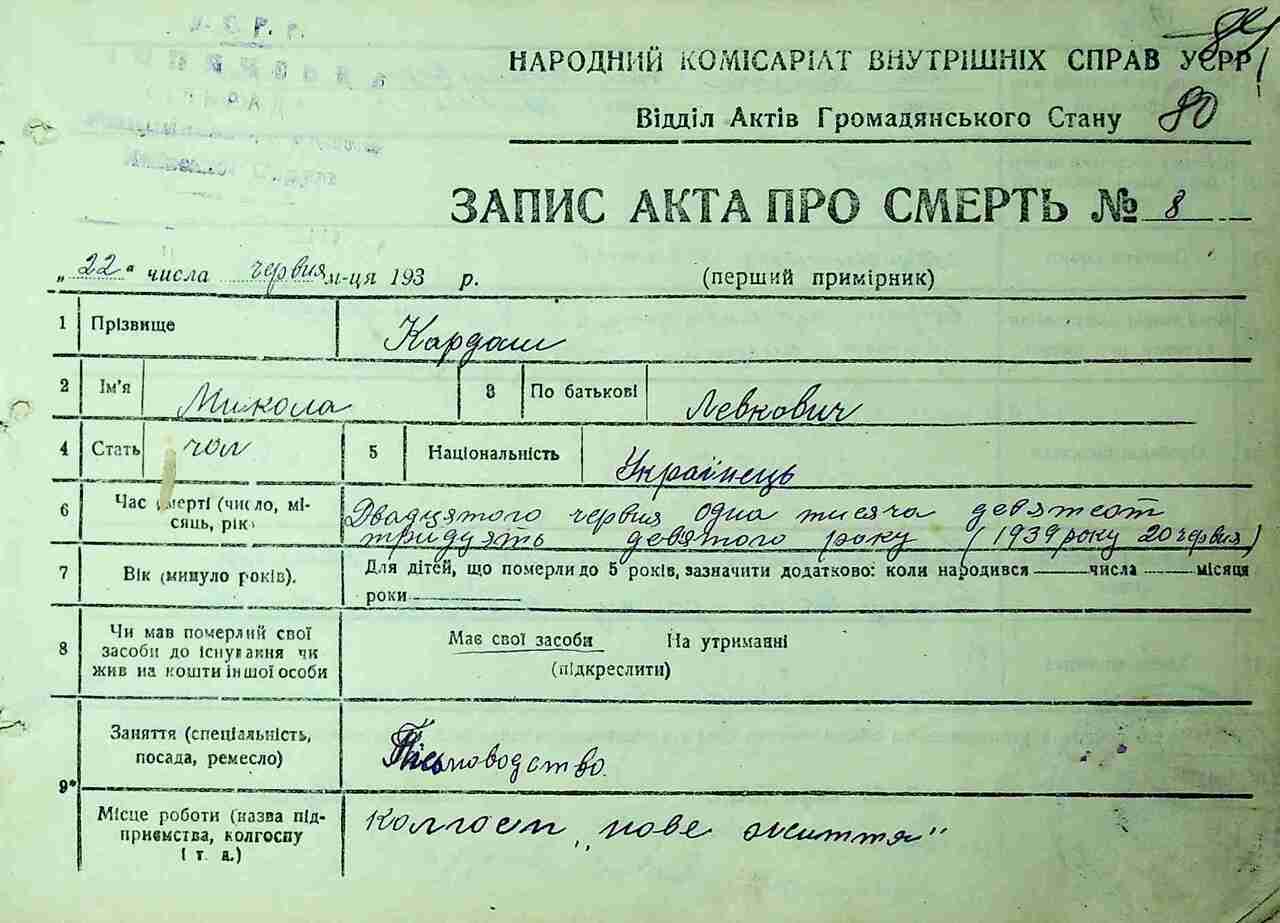 НАРОДНИЙ КОМІСАРІАТ ВНУТРІШНІХ СПРАВ УСРР
Відділ Актів Громадянського Стану 80
ЗАПИС АКТА ПРО СМЕРТЬ № 8
„22“ числа червня м-ця 193 р. (перший примірник)
1 Прізвище Кардаш
2 Ім'я Микола 3 По батькові Левкович
4 Стать чол 5 Національність Українець
6 Час смерті (число, мі-
сяць, рік) Двадцятого червня одна тисяча девятсот
тридцять девятого року (1939 року 20 червня)
7 Вік (минуло років). Для дітей, що померли до 5 років, зазначити додатково: коли народився числа місяця
роки
8 Чи мав померлий свої
засоби до існування чи
жив на кошти іншої особи
Має свої засоби На утриманні
(підкреслити)
9* Заняття (спеціальність,
посада, ремесло)
Місце роботи (назва під-
приємства, колгоспу
і т. д.)
Колгосп „нове життя"